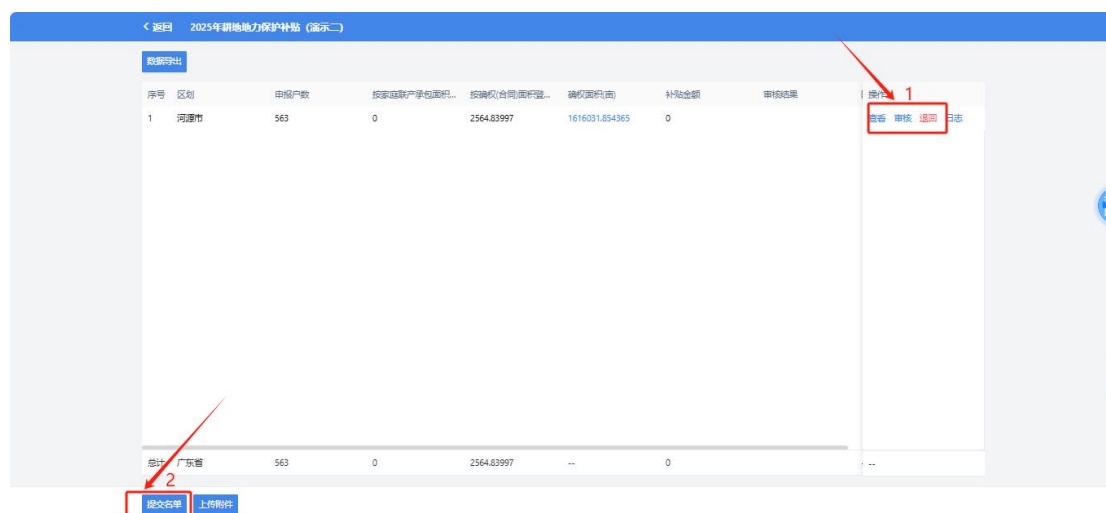 < 返回 2025年耕地地力保护补贴（演示二）
数据导出
序号 区划 申报户数 按家庭联产承包面积... 按确权(合同)面积登... 确权面积(亩) 补贴金额 审核结果 操作 1
1 河源市 563 0 2564.83997 1616031.854365 0 查看 审核 退回 日志
总计 广东省 563 0 2564.83997 -- 0 --
2
提交名单 上传附件